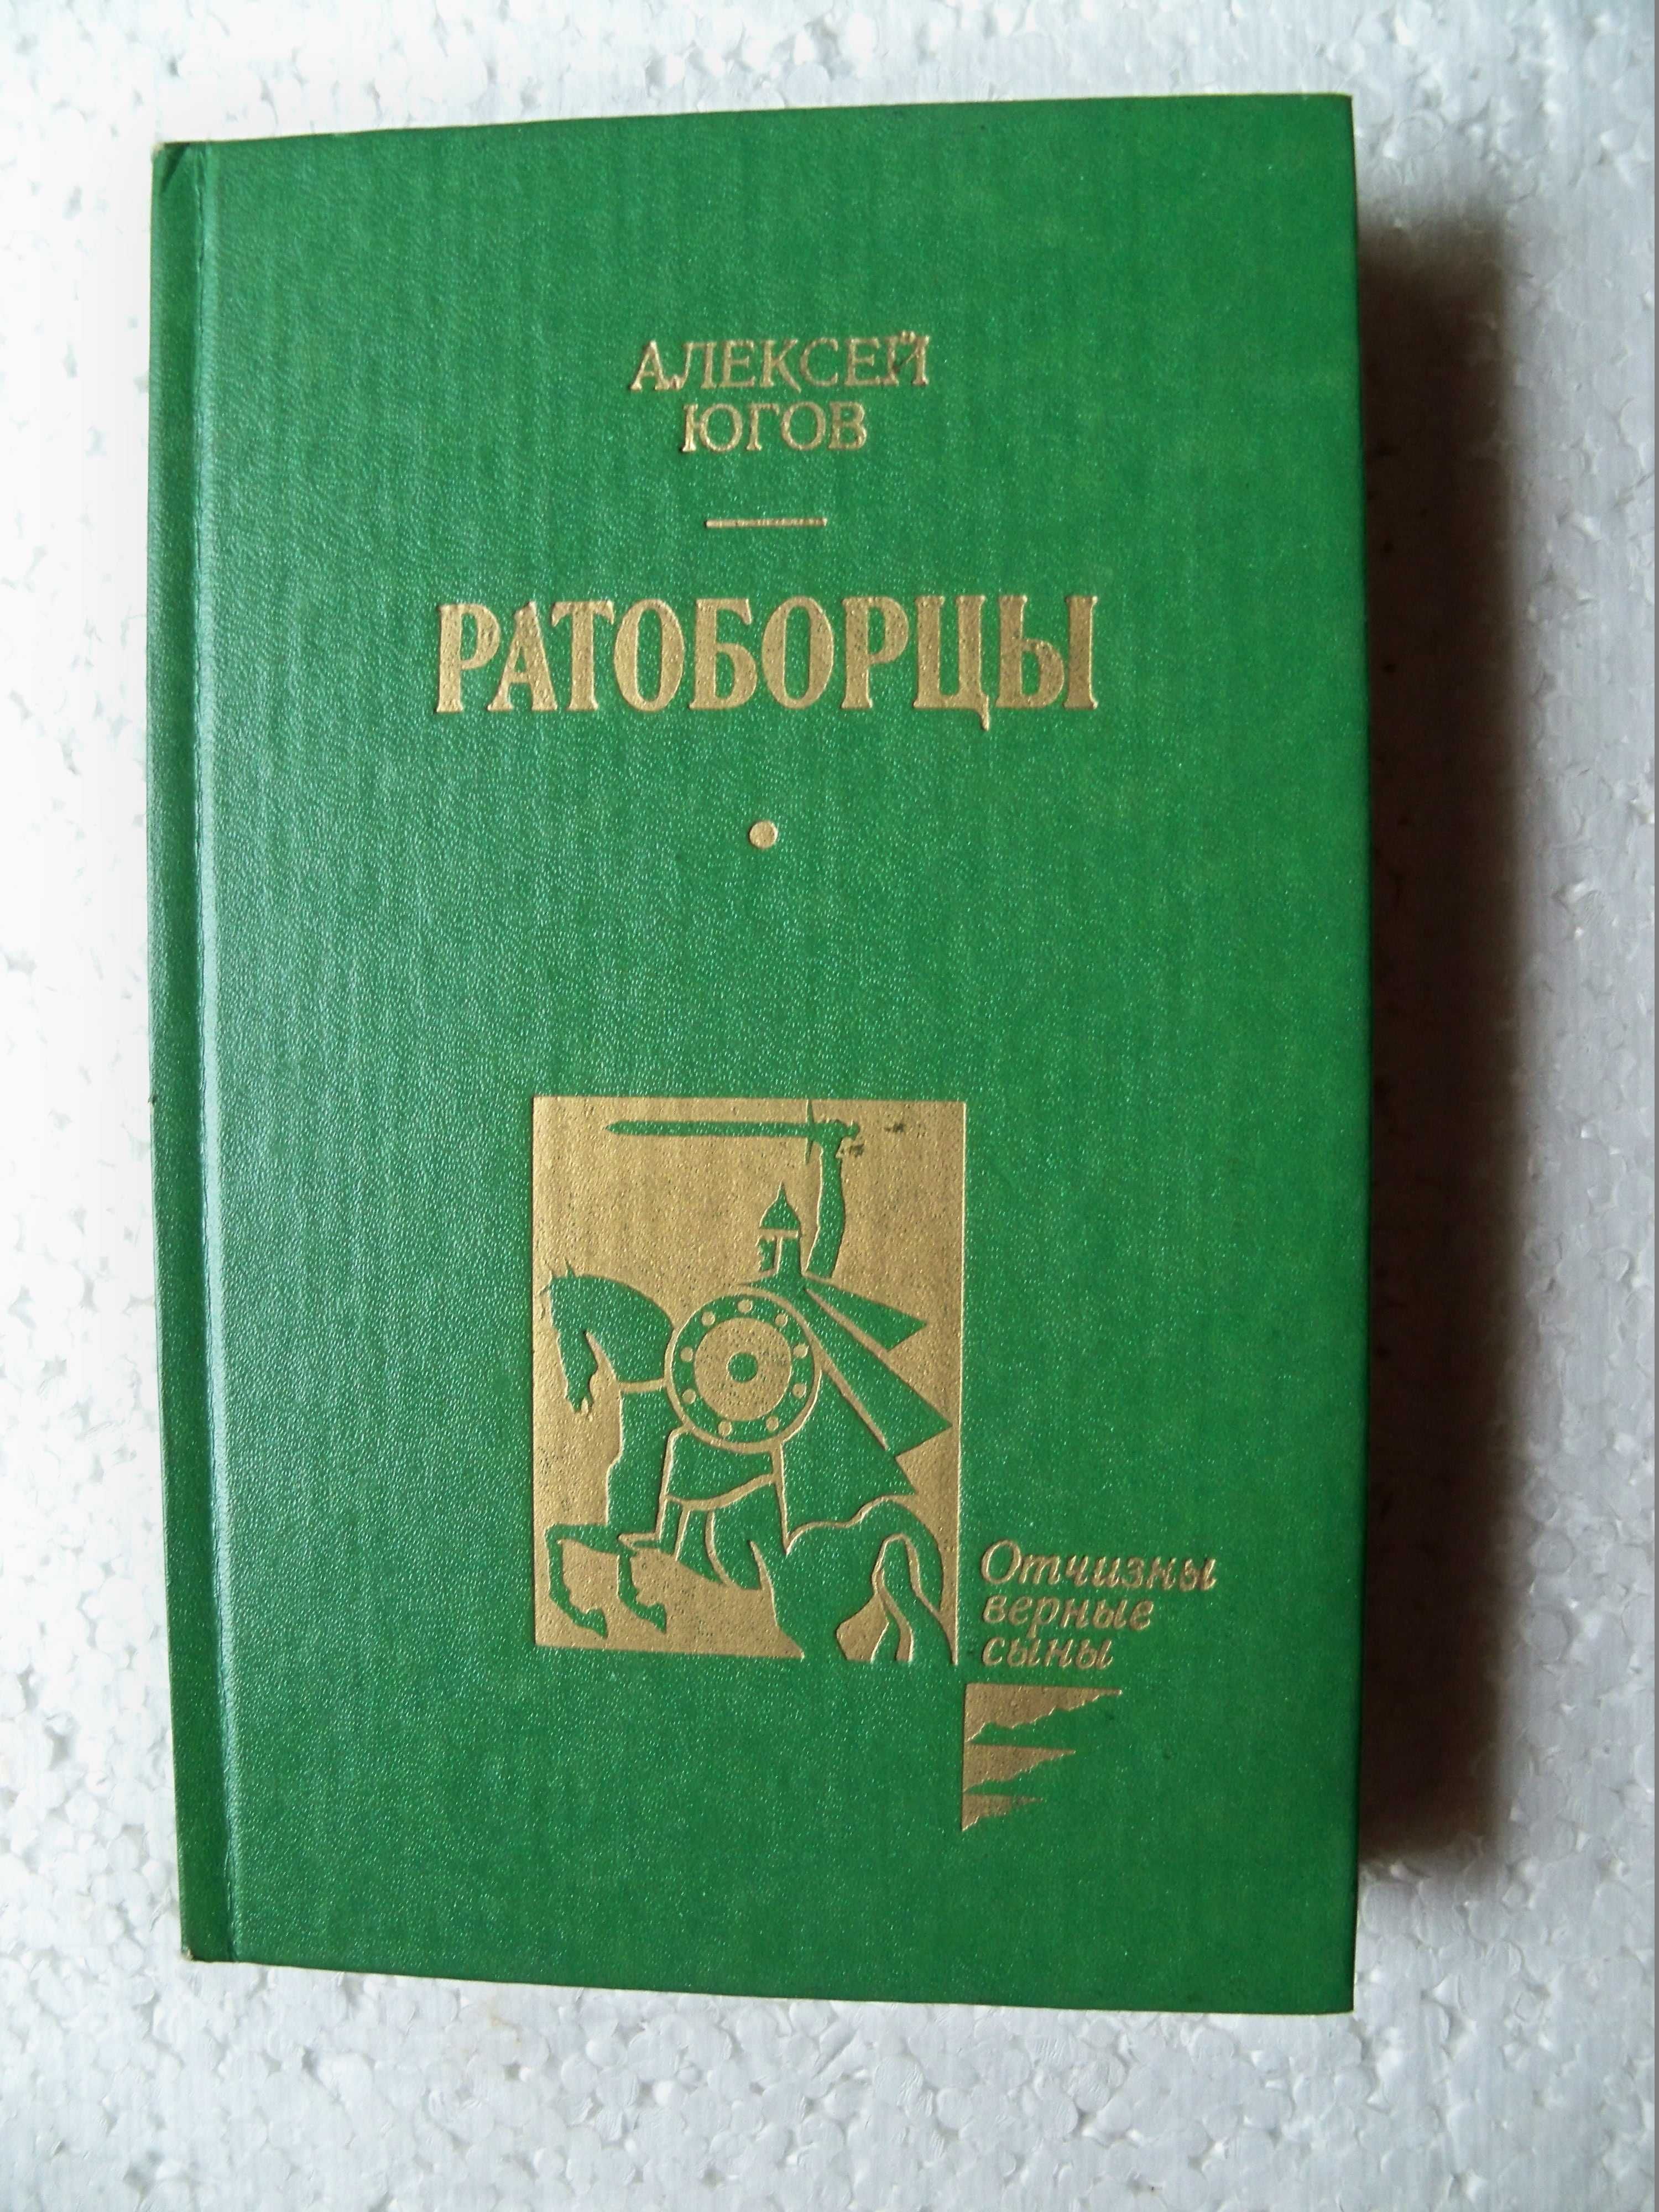 АЛЕКСЕЙ
ЮГОВ
РАТОБОРЦЫ
Отчизны
верные
сыны